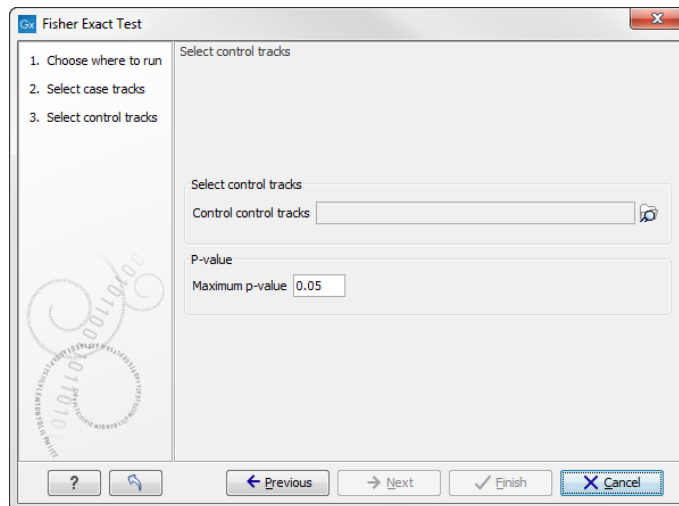 Gx Fisher Exact Test
1. Choose where to run
2. Select case tracks
3. Select control tracks
Select control tracks
Select control tracks
Control control tracks
P-value
Maximum p-value 0.05
? Previous Next Finish Cancel